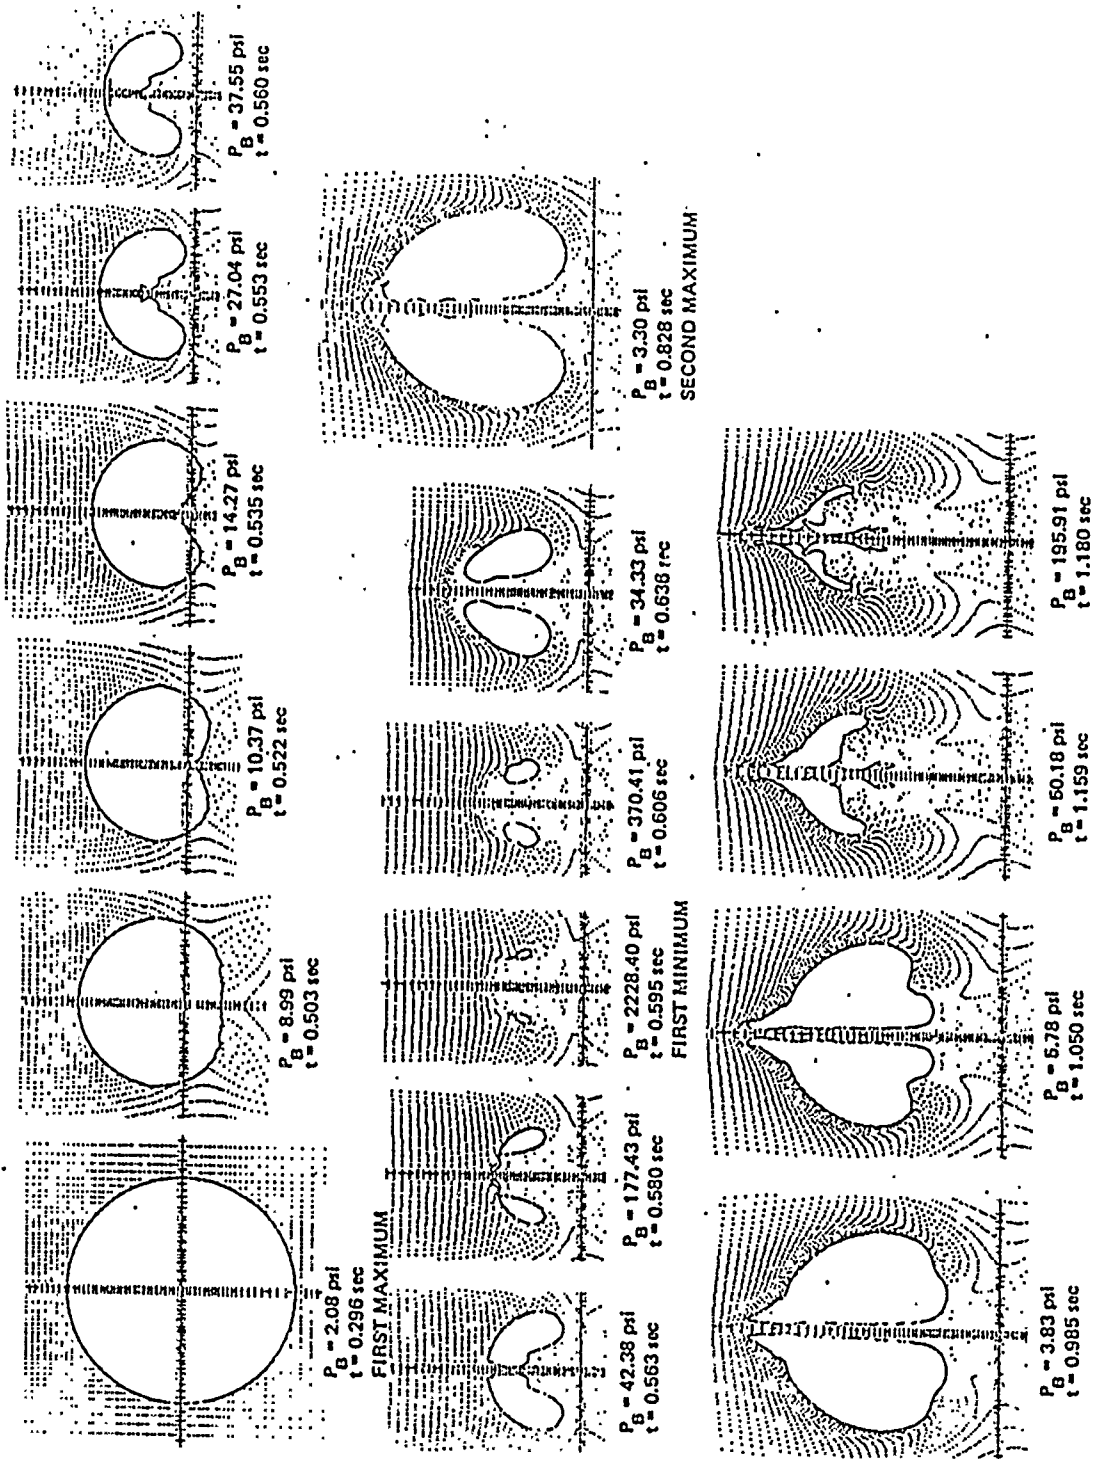 P_B = 2.08 psi
t = 0.296 sec
FIRST MAXIMUM
P_B = 8.99 psi
t = 0.503 sec
P_B = 10.37 psi
t = 0.522 sec
P_B = 14.27 psi
t = 0.535 sec
P_B = 27.04 psi
t = 0.553 sec
P_B = 37.55 psi
t = 0.560 sec
P_B = 42.38 psi
t = 0.563 sec
P_B = 177.43 psi
t = 0.580 sec
P_B = 2228.40 psi
t = 0.595 sec
FIRST MINIMUM
P_B = 370.41 psi
t = 0.606 sec
P_B = 34.33 psi
t = 0.638 sec
P_B = 3.30 psi
t = 0.828 sec
SECOND MAXIMUM
P_B = 3.83 psi
t = 0.985 sec
P_B = 5.78 psi
t = 1.050 sec
P_B = 50.18 psi
t = 1.159 sec
P_B = 195.91 psi
t = 1.180 sec